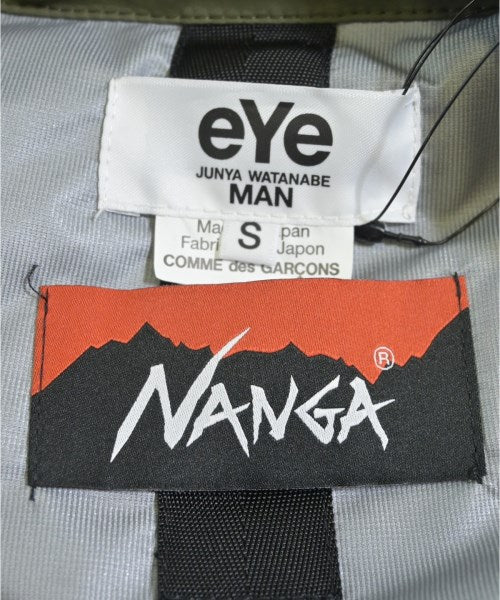 eYe
JUNYA WATANABE
MAN
Ma pan
S
Fabri Japon
COMME des GARÇONS
NANGA®